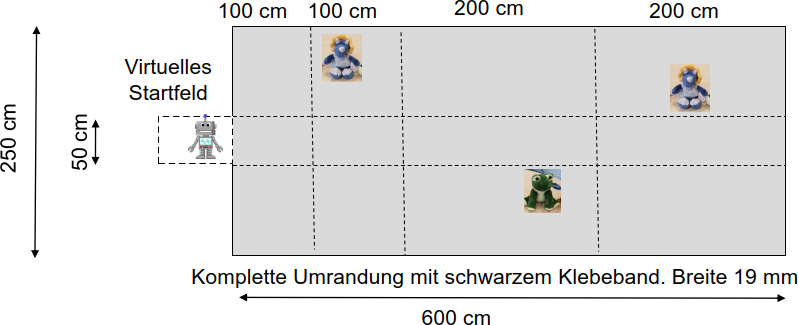 100 cm 100 cm 200 cm 200 cm
Virtuelles
Startfeld
250 cm
50 cm
Komplette Umrandung mit schwarzem Klebeband. Breite 19 mm
600 cm